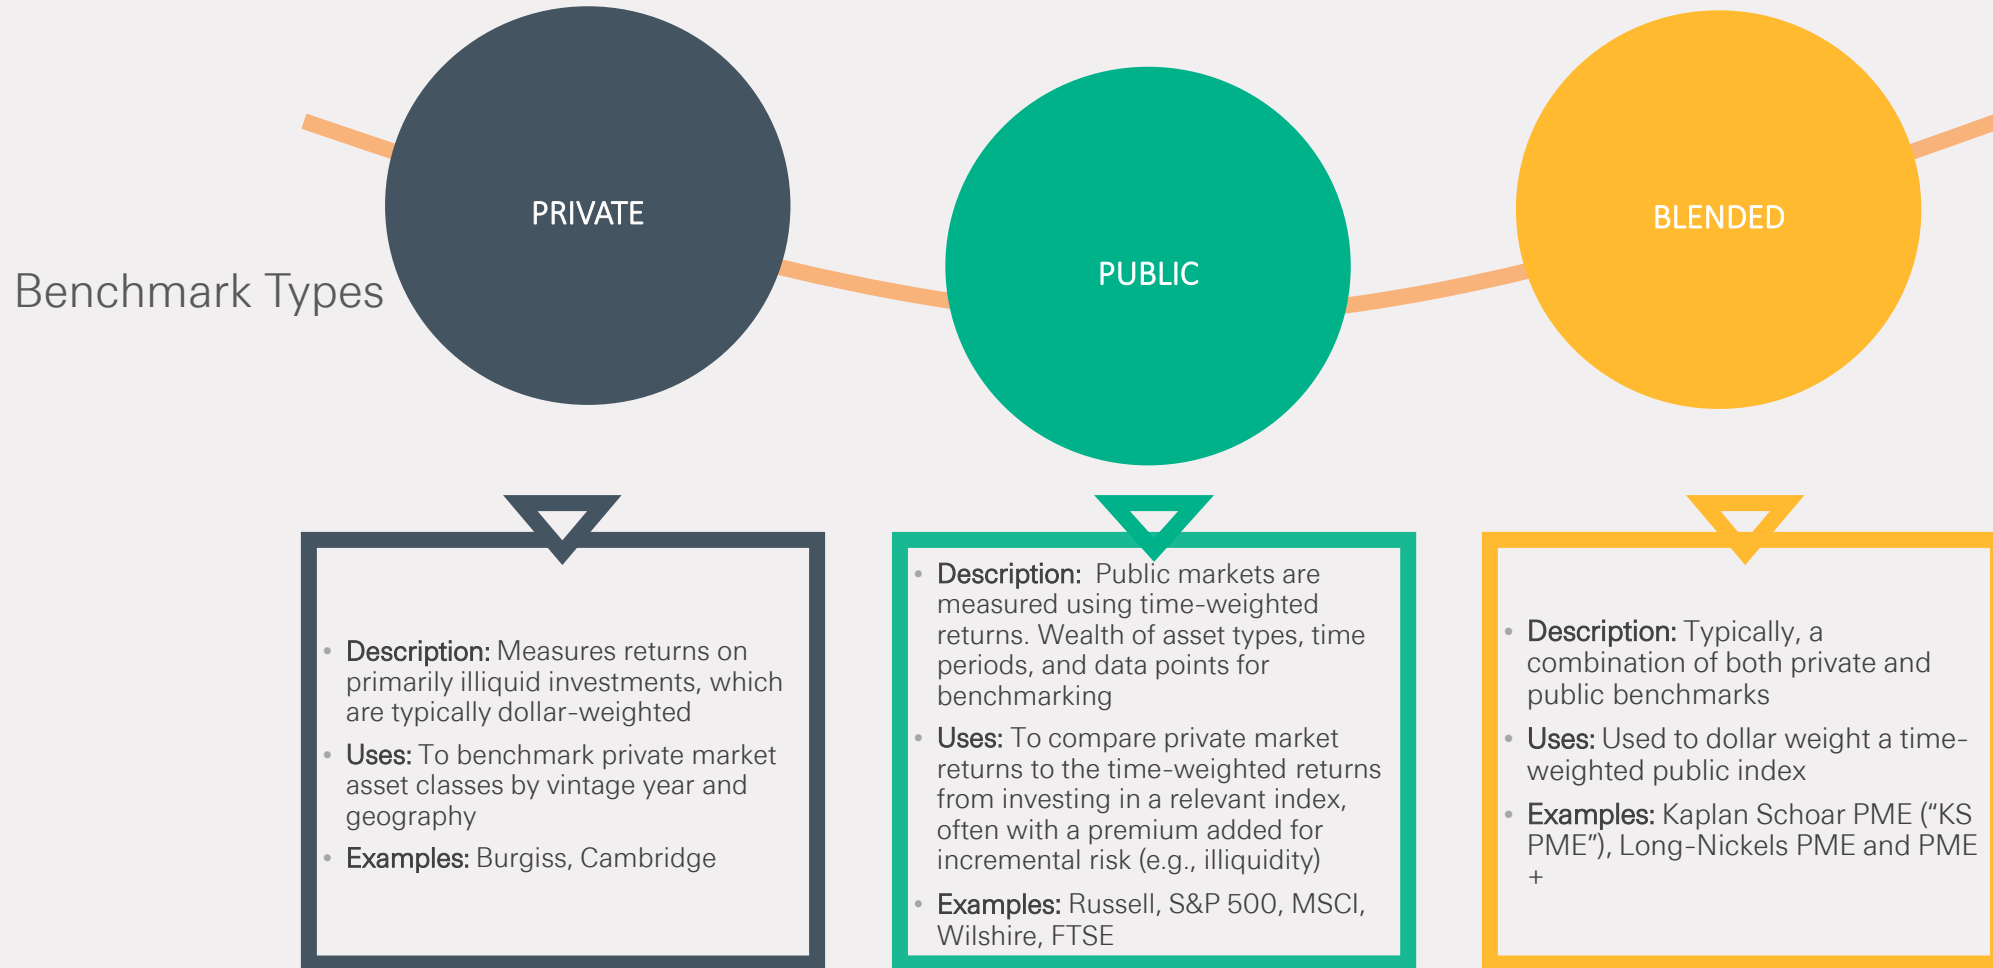 PRIVATE
PUBLIC
BLENDED
Benchmark Types
• Description: Measures returns on
primarily illiquid investments, which
are typically dollar-weighted
• Uses: To benchmark private market
asset classes by vintage year and
geography
• Examples: Burgiss, Cambridge
• Description:  Public markets are
measured using time-weighted
returns. Wealth of asset types, time
periods, and data points for
benchmarking
• Uses: To compare private market
returns to the time-weighted returns
from investing in a relevant index,
often with a premium added for
incremental risk (e.g., illiquidity)
• Examples: Russell, S&P 500, MSCI,
Wilshire, FTSE
• Description: Typically, a
combination of both private and
public benchmarks
• Uses: Used to dollar weight a time-
weighted public index
• Examples: Kaplan Schoar PME (“KS
PME”), Long-Nickels PME and PME
+